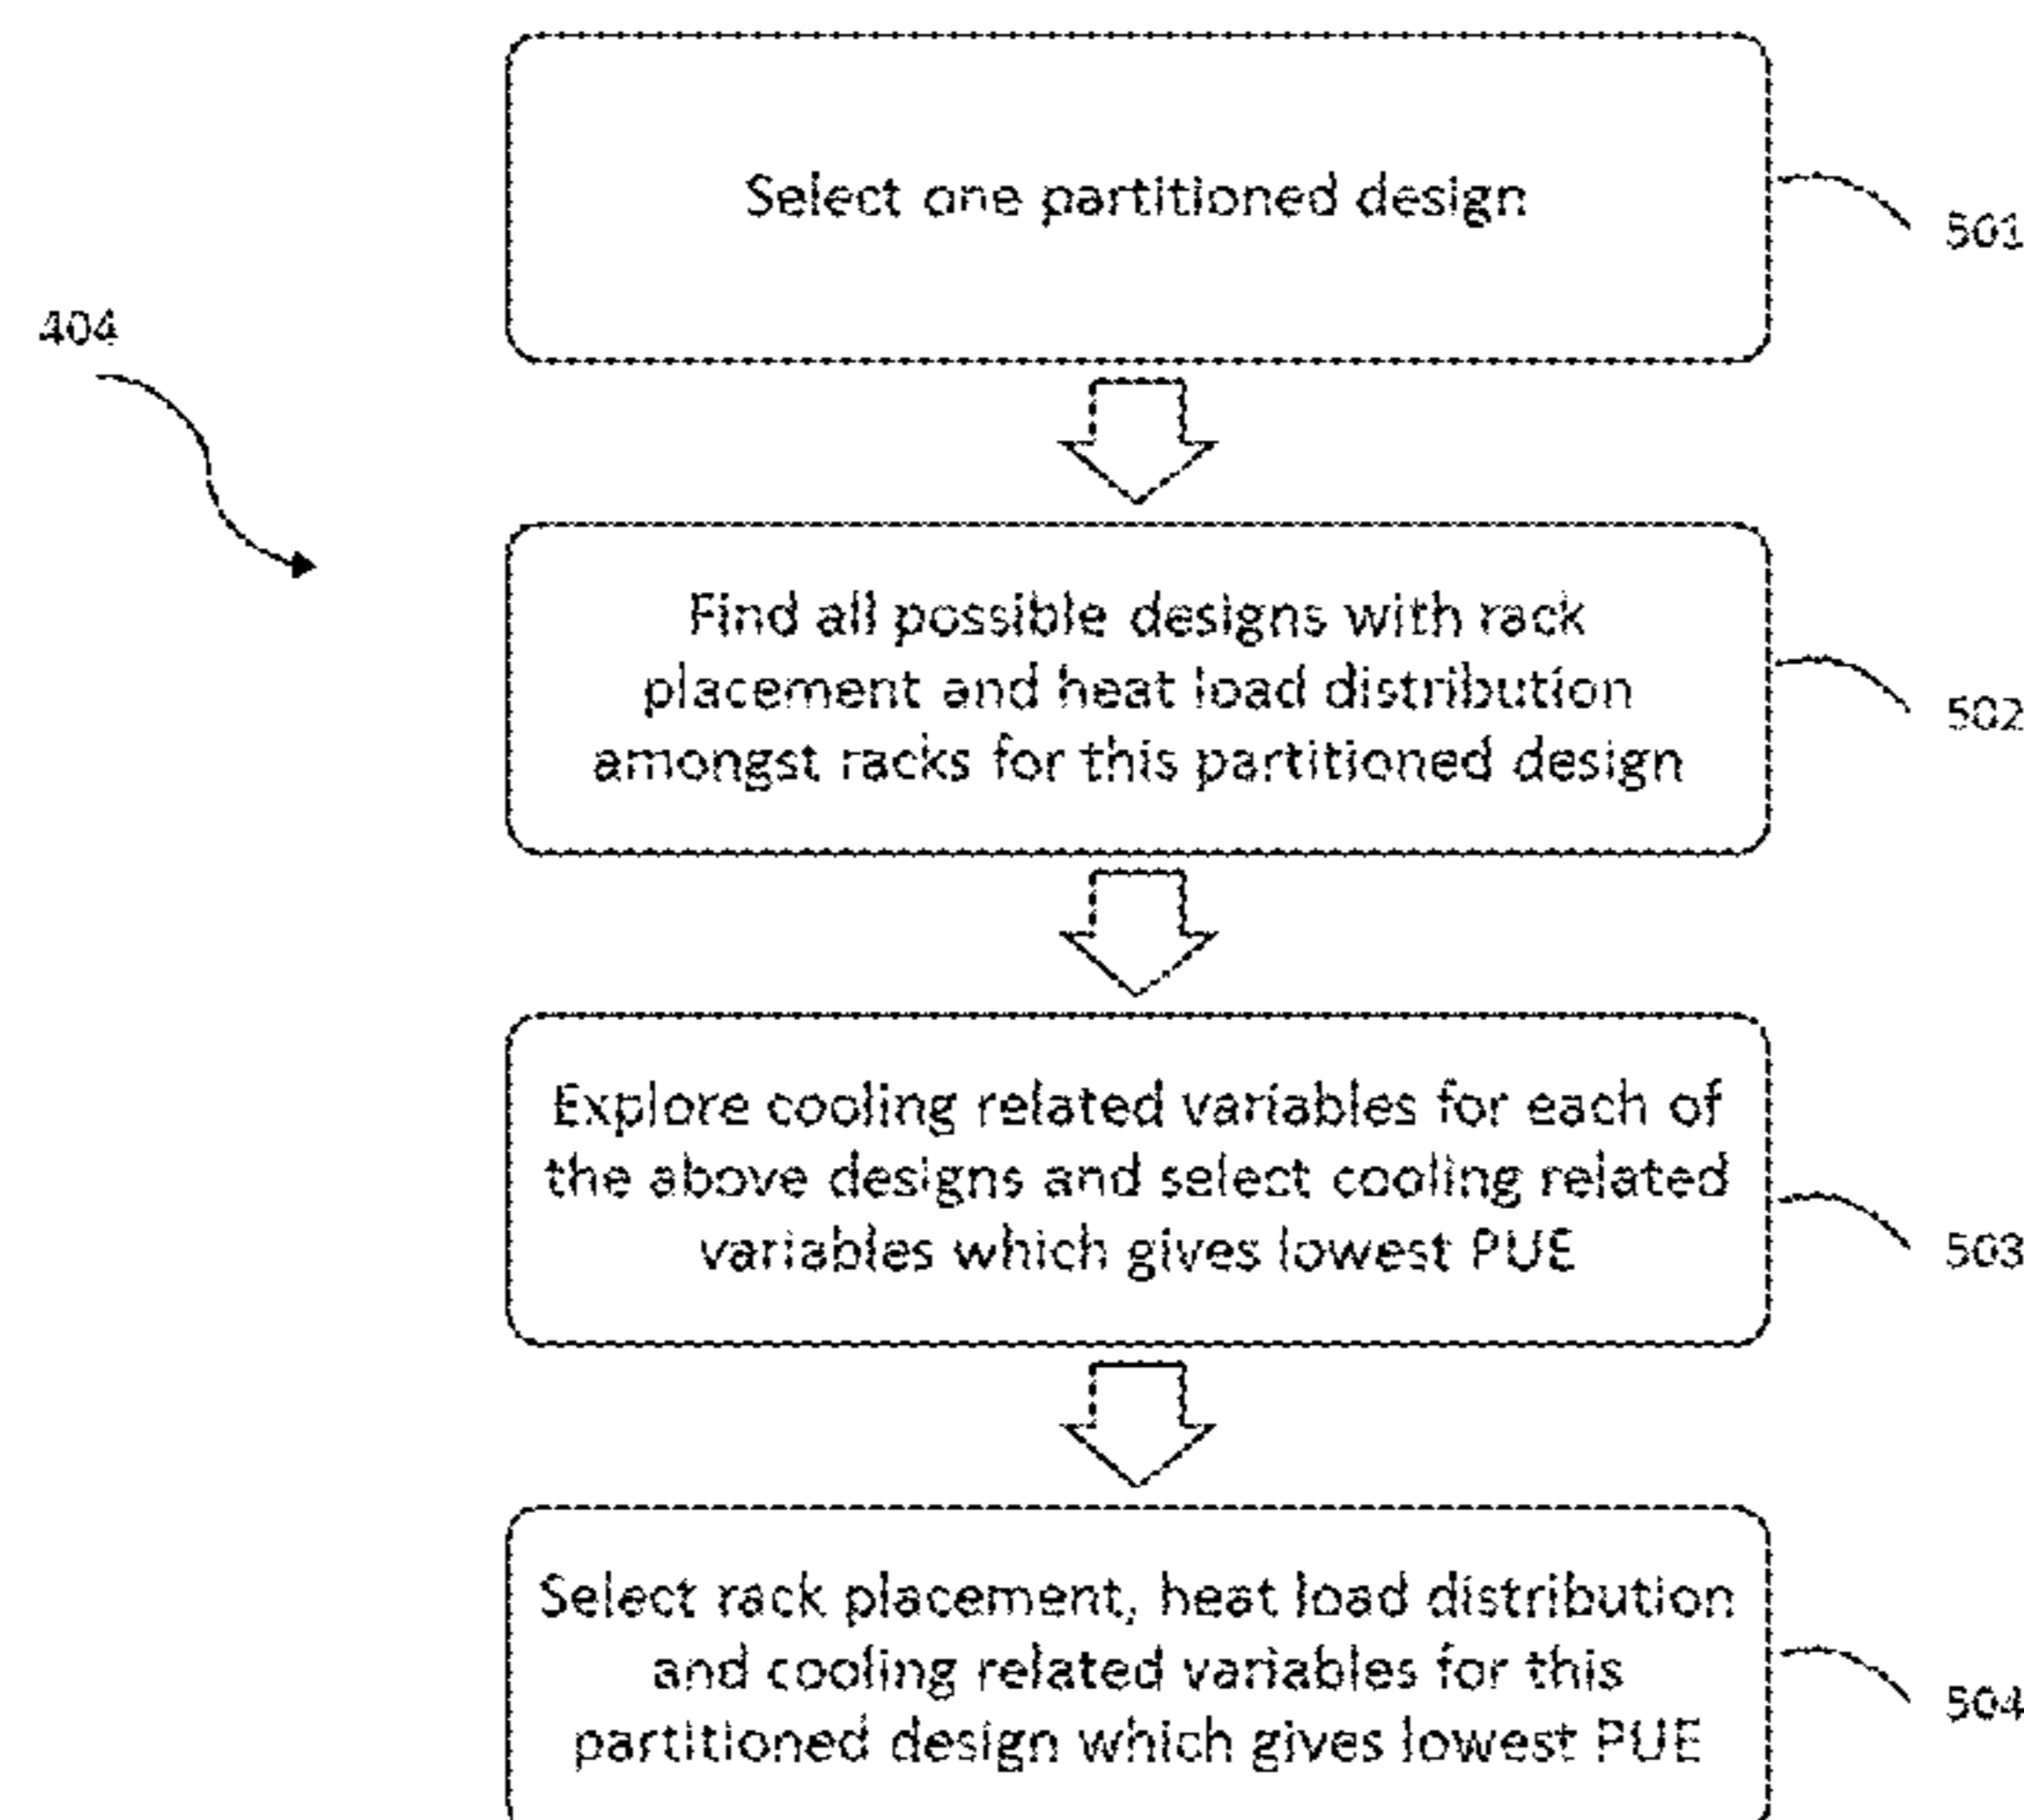 Select one partitioned design
501
404
Find all possible designs with rack
placement and heat load distribution
amongst racks for this partitioned design
502
Explore cooling related variables for each of
the above designs and select cooling related
variables which gives lowest PUE
503
Select rack placement, heat load distribution
and cooling related variables for this
partitioned design which gives lowest PUE
504